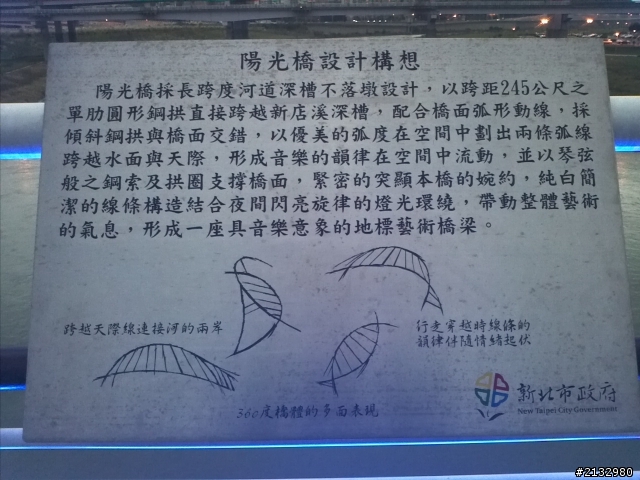 陽光橋設計構想
陽光橋採長跨度河道深槽不落墩設計，以跨距245公尺之
單肋圓形鋼拱直接跨越新店溪深槽，配合橋面弧形動線，採
傾斜鋼拱與橋面交錯，以優美的弧度在空間中劃出兩條弧線
跨越水面與天際，形成音樂的韻律在空間中流動，並以琴弦
般之鋼索及拱圈支撐橋面，緊密的突顯本橋的婉約，純白簡
潔的線條構造結合夜間閃亮旋律的燈光環繞，帶動整體藝術
的氣息，形成一座具音樂意象的地標藝術橋梁。
跨越天際線連接河的兩岸
行走穿越時線條的
韻律伴隨情緒起伏
360度橋體的多面表現
新北市政府
New Taipei City Government
#2132980